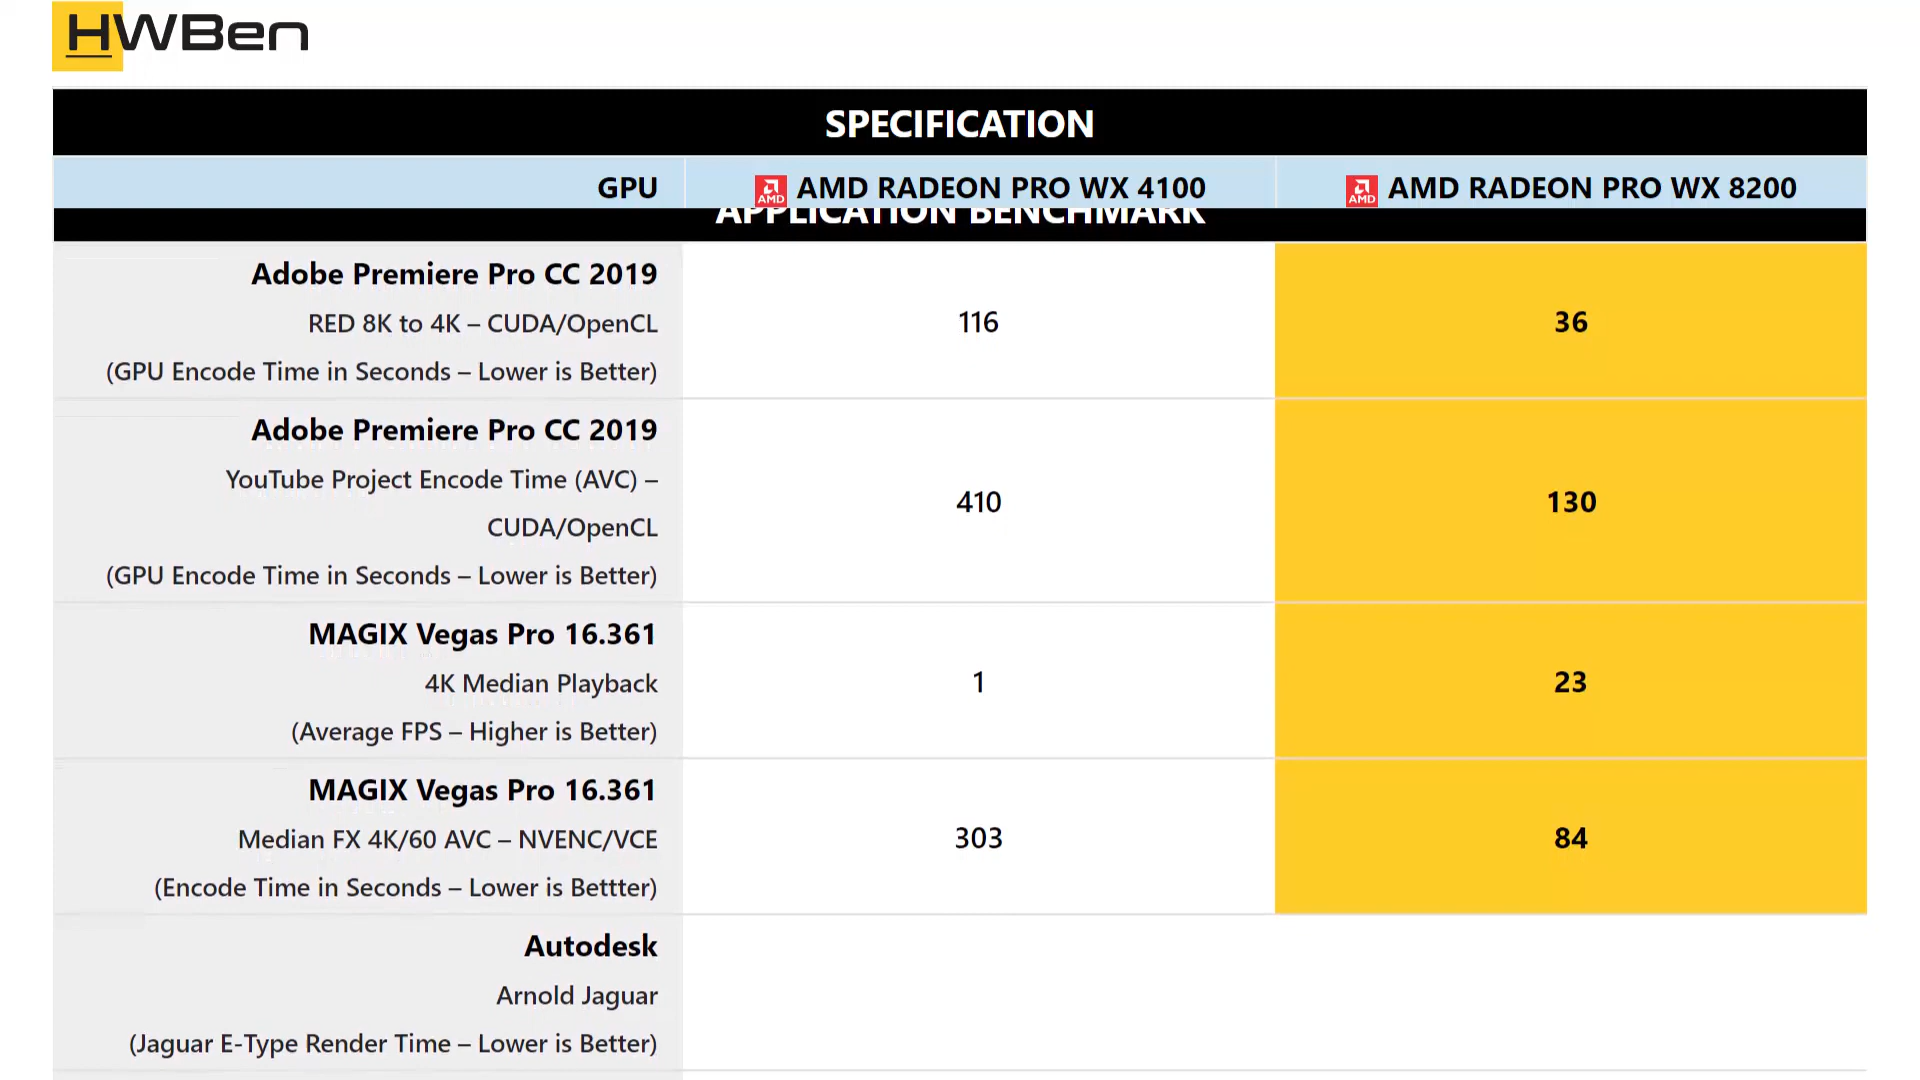 HWBen
SPECIFICATION
GPU
AMD AMD RADEON PRO WX 4100
AMD AMD RADEON PRO WX 8200
APPLICATION BENCHMARK
Adobe Premiere Pro CC 2019
RED 8K to 4K – CUDA/OpenCL
(GPU Encode Time in Seconds – Lower is Better)
116
36
Adobe Premiere Pro CC 2019
YouTube Project Encode Time (AVC) –
CUDA/OpenCL
(GPU Encode Time in Seconds – Lower is Better)
410
130
MAGIX Vegas Pro 16.361
4K Median Playback
(Average FPS – Higher is Better)
1
23
MAGIX Vegas Pro 16.361
Median FX 4K/60 AVC – NVENC/VCE
(Encode Time in Seconds – Lower is Bettter)
303
84
Autodesk
Arnold Jaguar
(Jaguar E-Type Render Time – Lower is Better)